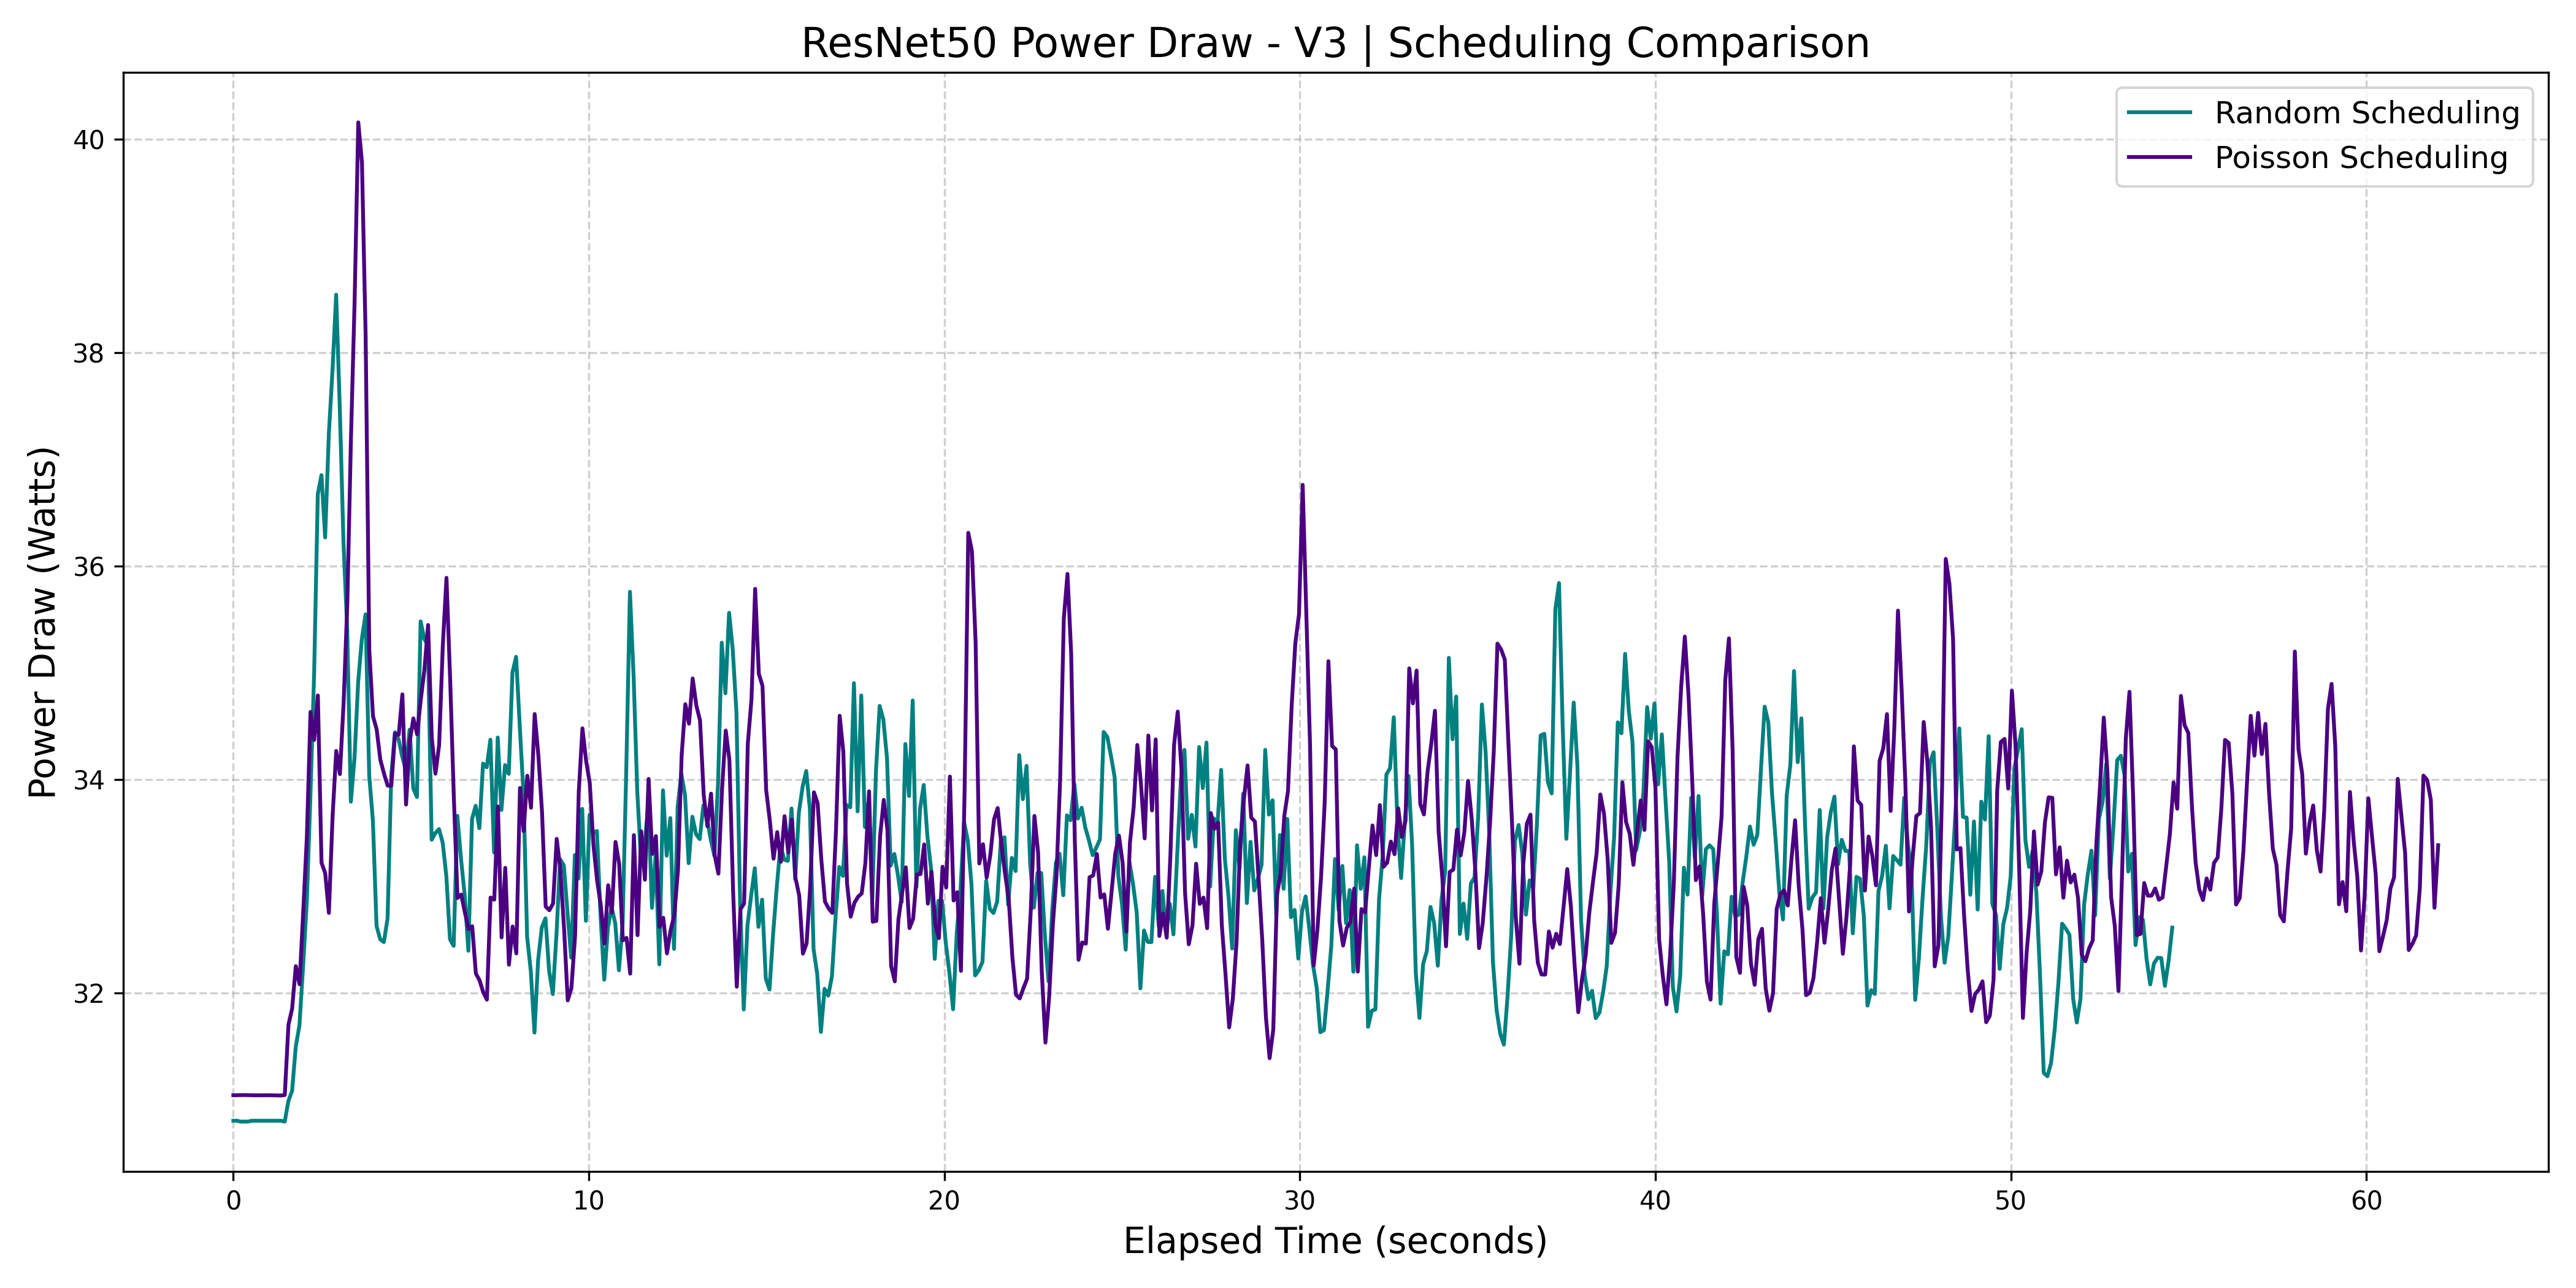 ResNet50 Power Draw - V3 | Scheduling Comparison
Random Scheduling
Poisson Scheduling
Power Draw (Watts)
40
38
36
34
32
0 10 20 30 40 50 60
Elapsed Time (seconds)